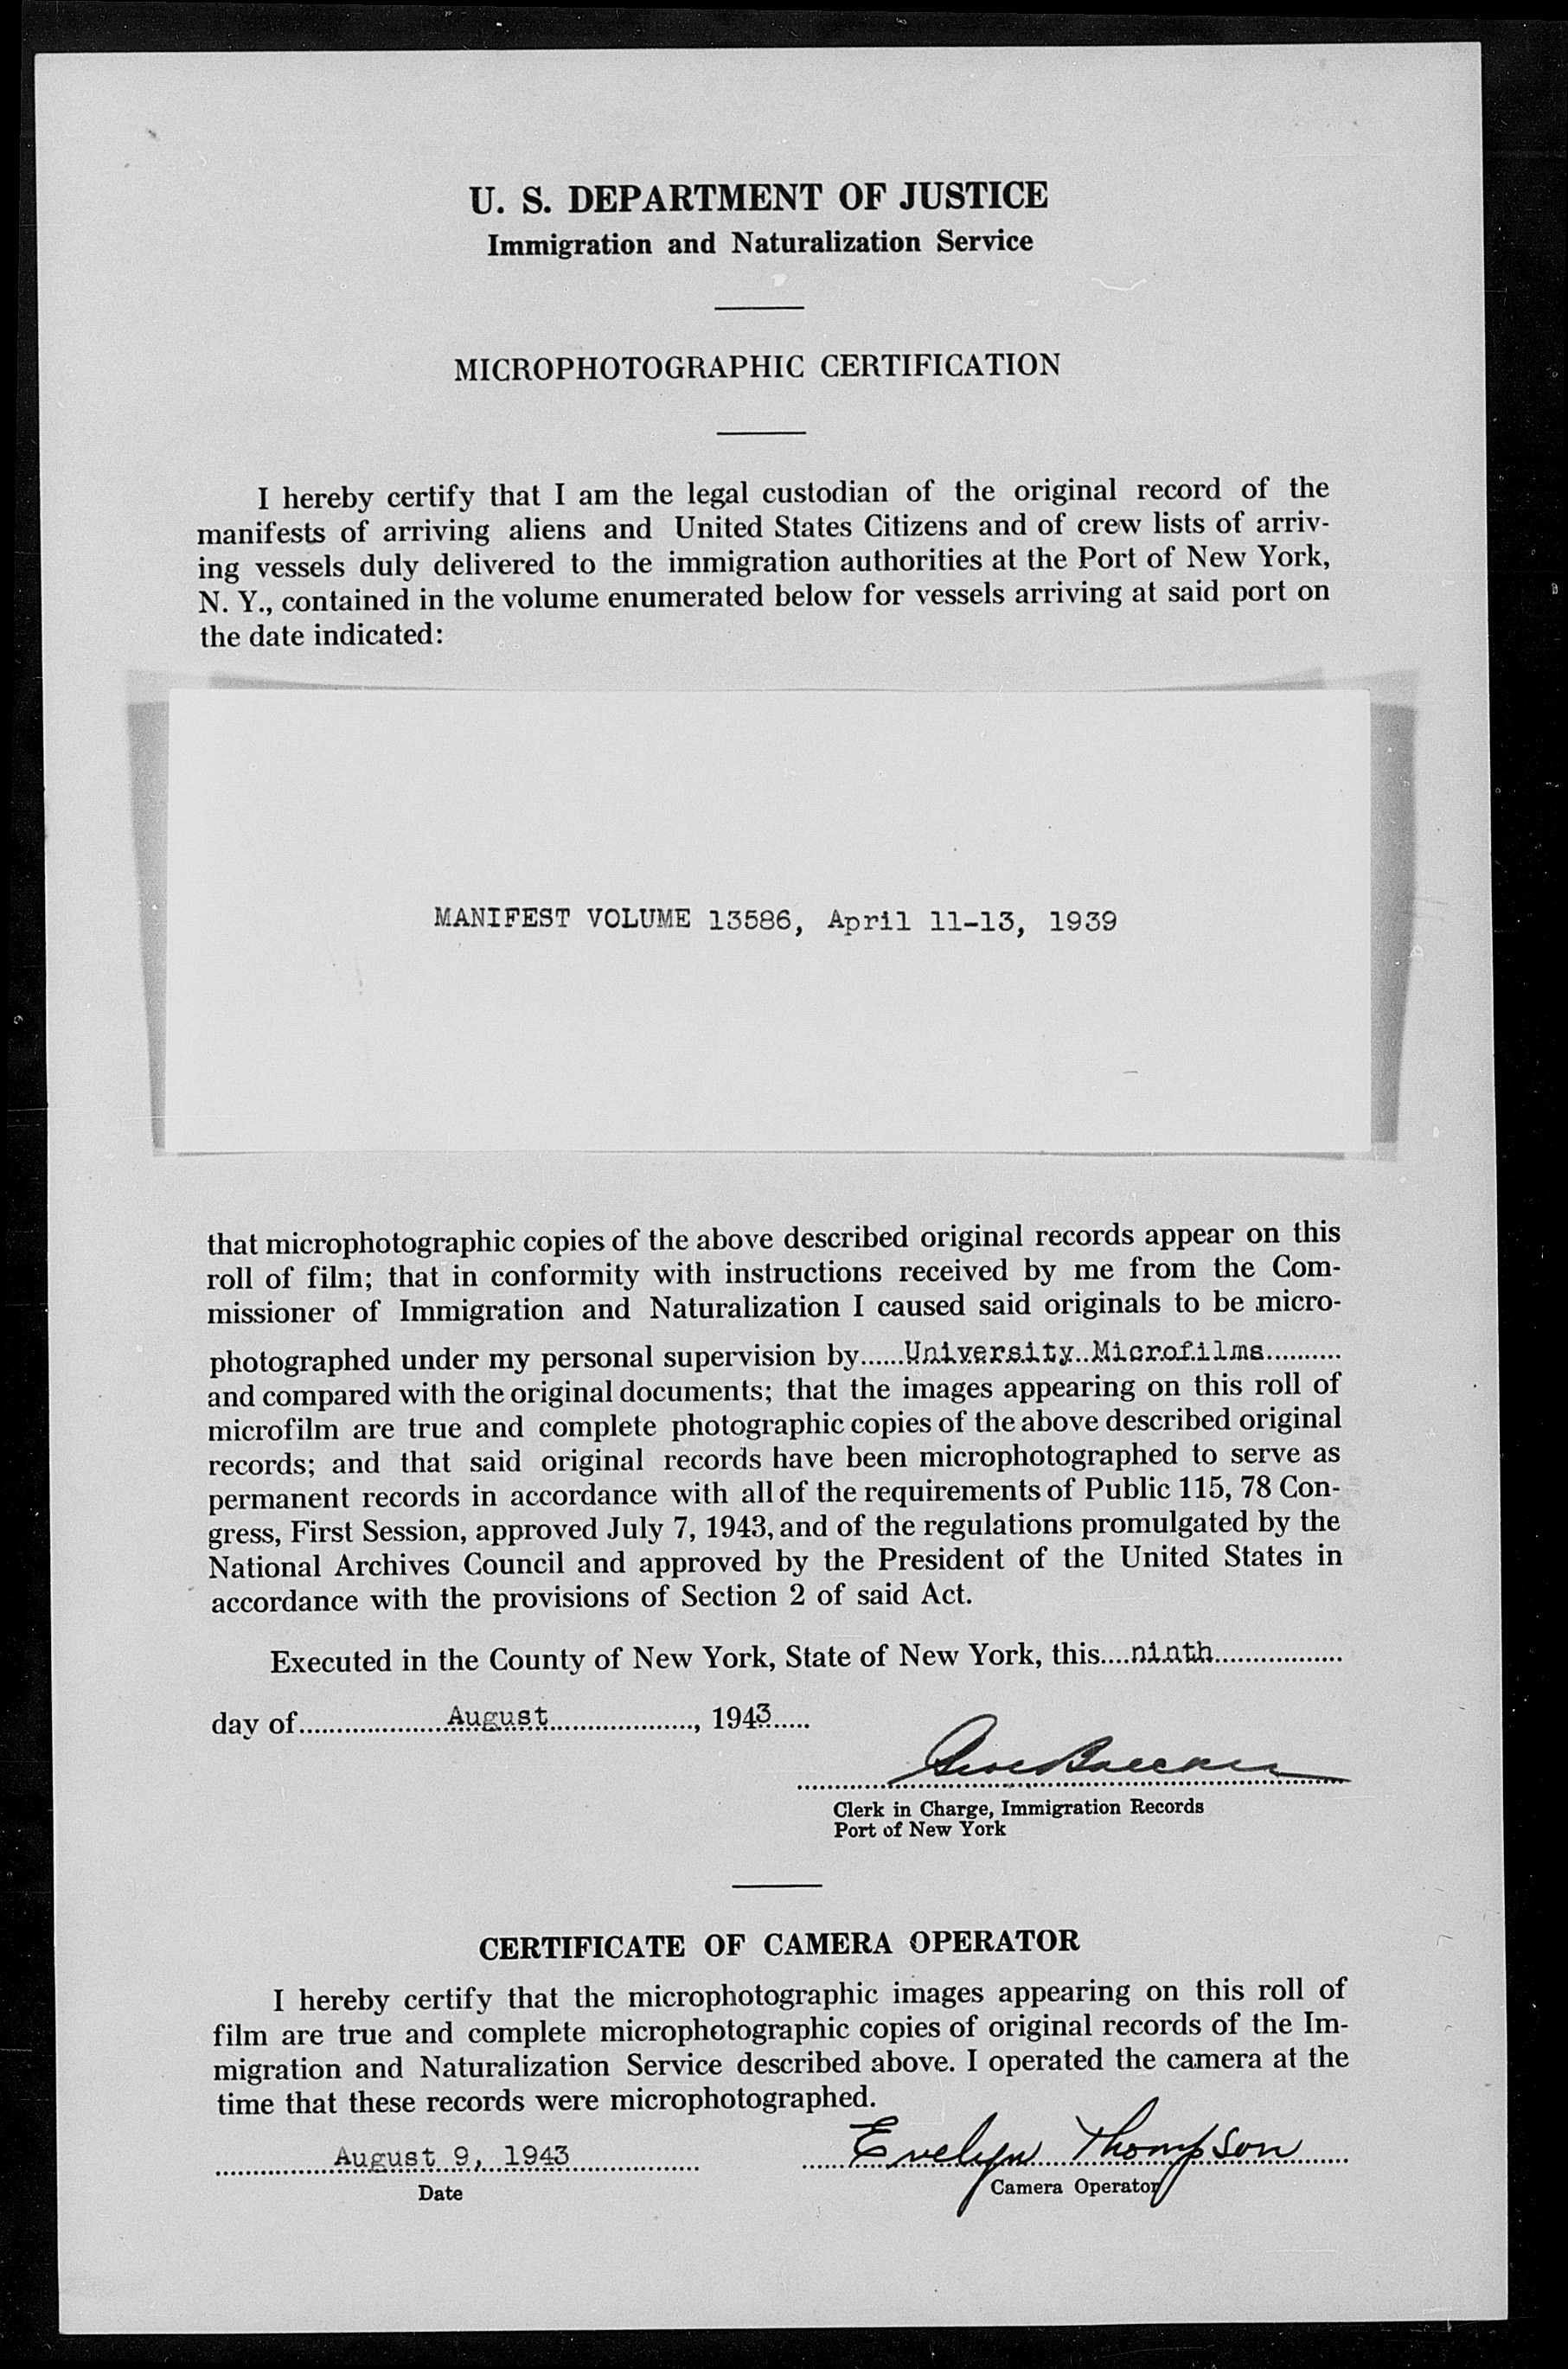 U. S. DEPARTMENT OF JUSTICE
Immigration and Naturalization Service
MICROPHOTOGRAPHIC CERTIFICATION
I hereby certify that I am the legal custodian of the original record of the
manifests of arriving aliens and United States Citizens and of crew lists of arriv-
ing vessels duly delivered to the immigration authorities at the Port of New York,
N. Y., contained in the volume enumerated below for vessels arriving at said port on
the date indicated:
MANIFEST VOLUME 13586, April 11-13, 1939
that microphotographic copies of the above described original records appear on this
roll of film; that in conformity with instructions received by me from the Com-
missioner of Immigration and Naturalization I caused said originals to be micro-
photographed under my personal supervision by......University Microfilms..........
and compared with the original documents; that the images appearing on this roll of
microfilm are true and complete photographic copies of the above described original
records; and that said original records have been microphotographed to serve as
permanent records in accordance with all of the requirements of Public 115, 78 Con-
gress, First Session, approved July 7, 1943, and of the regulations promulgated by the
National Archives Council and approved by the President of the United States in
accordance with the provisions of Section 2 of said Act.
Executed in the County of New York, State of New York, this....ninth.................
day of....................August...................., 1943......
Clerk in Charge, Immigration Records
Port of New York
CERTIFICATE OF CAMERA OPERATOR
I hereby certify that the microphotographic images appearing on this roll of
film are true and complete microphotographic copies of original records of the Im-
migration and Naturalization Service described above. I operated the camera at the
time that these records were microphotographed.
August 9, 1943 Evelyn Thompson
Date Camera Operator